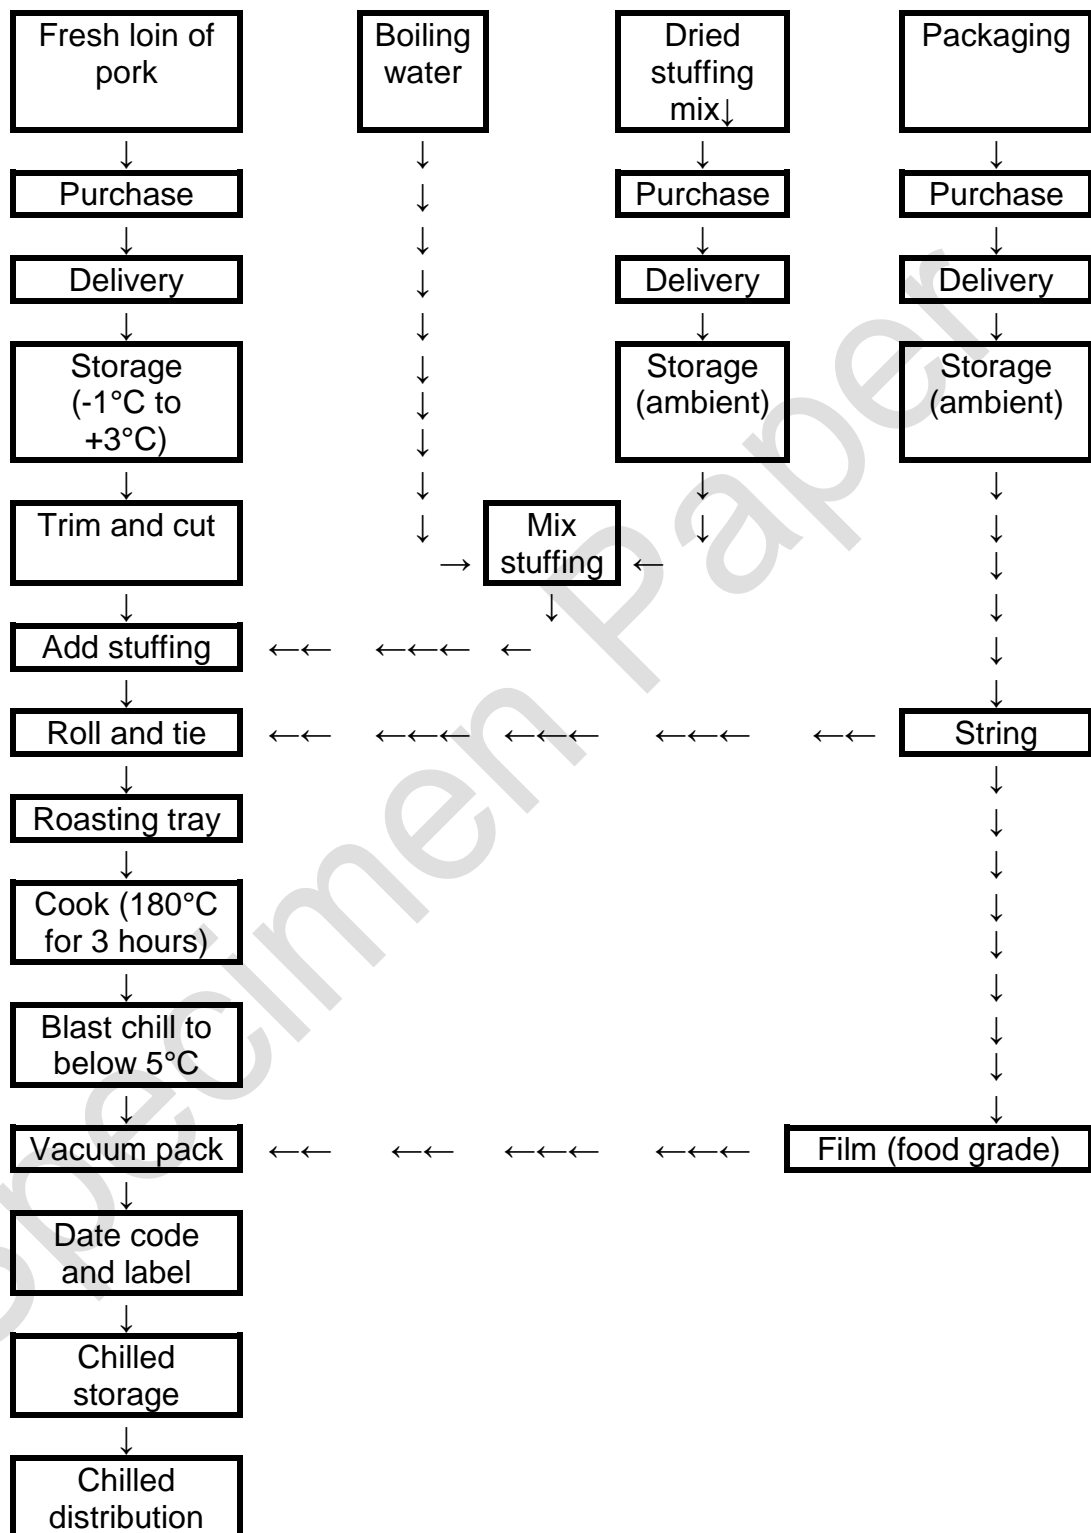 Fresh loin of
pork
Boiling
water
Dried
stuffing
mix↓
Packaging
↓ ↓ ↓ ↓
Purchase
↓
Purchase
Purchase
↓ ↓ ↓ ↓
Delivery
↓
Delivery
Delivery
↓ ↓ ↓ ↓
Storage
(-1°C to
+3°C)
↓
↓
↓
Storage
(ambient)
Storage
(ambient)
↓ ↓ ↓ ↓
Trim and cut
↓
→
Mix
stuffing
↓
←
↓
↓
↓ ↓ ↓
Add stuffing
←← ←←← ←
↓
↓ ↓
Roll and tie
←← ←←← ←←← ←←← ←←
String
↓ ↓
Roasting tray
↓
↓ ↓
Cook (180°C
for 3 hours)
↓
↓
↓ ↓
Blast chill to
below 5°C
↓
↓
↓ ↓
Vacuum pack
←← ←← ←←← ←←←
Film (food grade)
↓
Date code
and label
↓
Chilled
storage
↓
Chilled
distribution
Specimen Paper